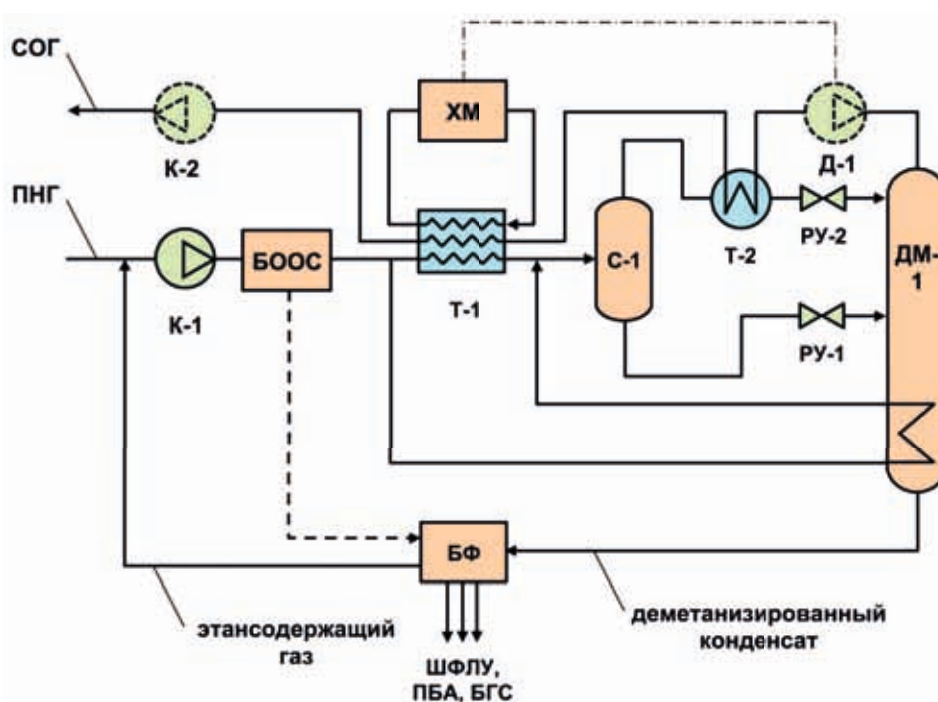 СОГ
ХМ
К-2
Д-1
ПНГ
БООС
К-1
Т-1
С-1
Т-2
РУ-2
ДМ-
1
РУ-1
БФ
этансодержащий
газ
деметанизированный
конденсат
ШФЛУ,
ПБА, БГС